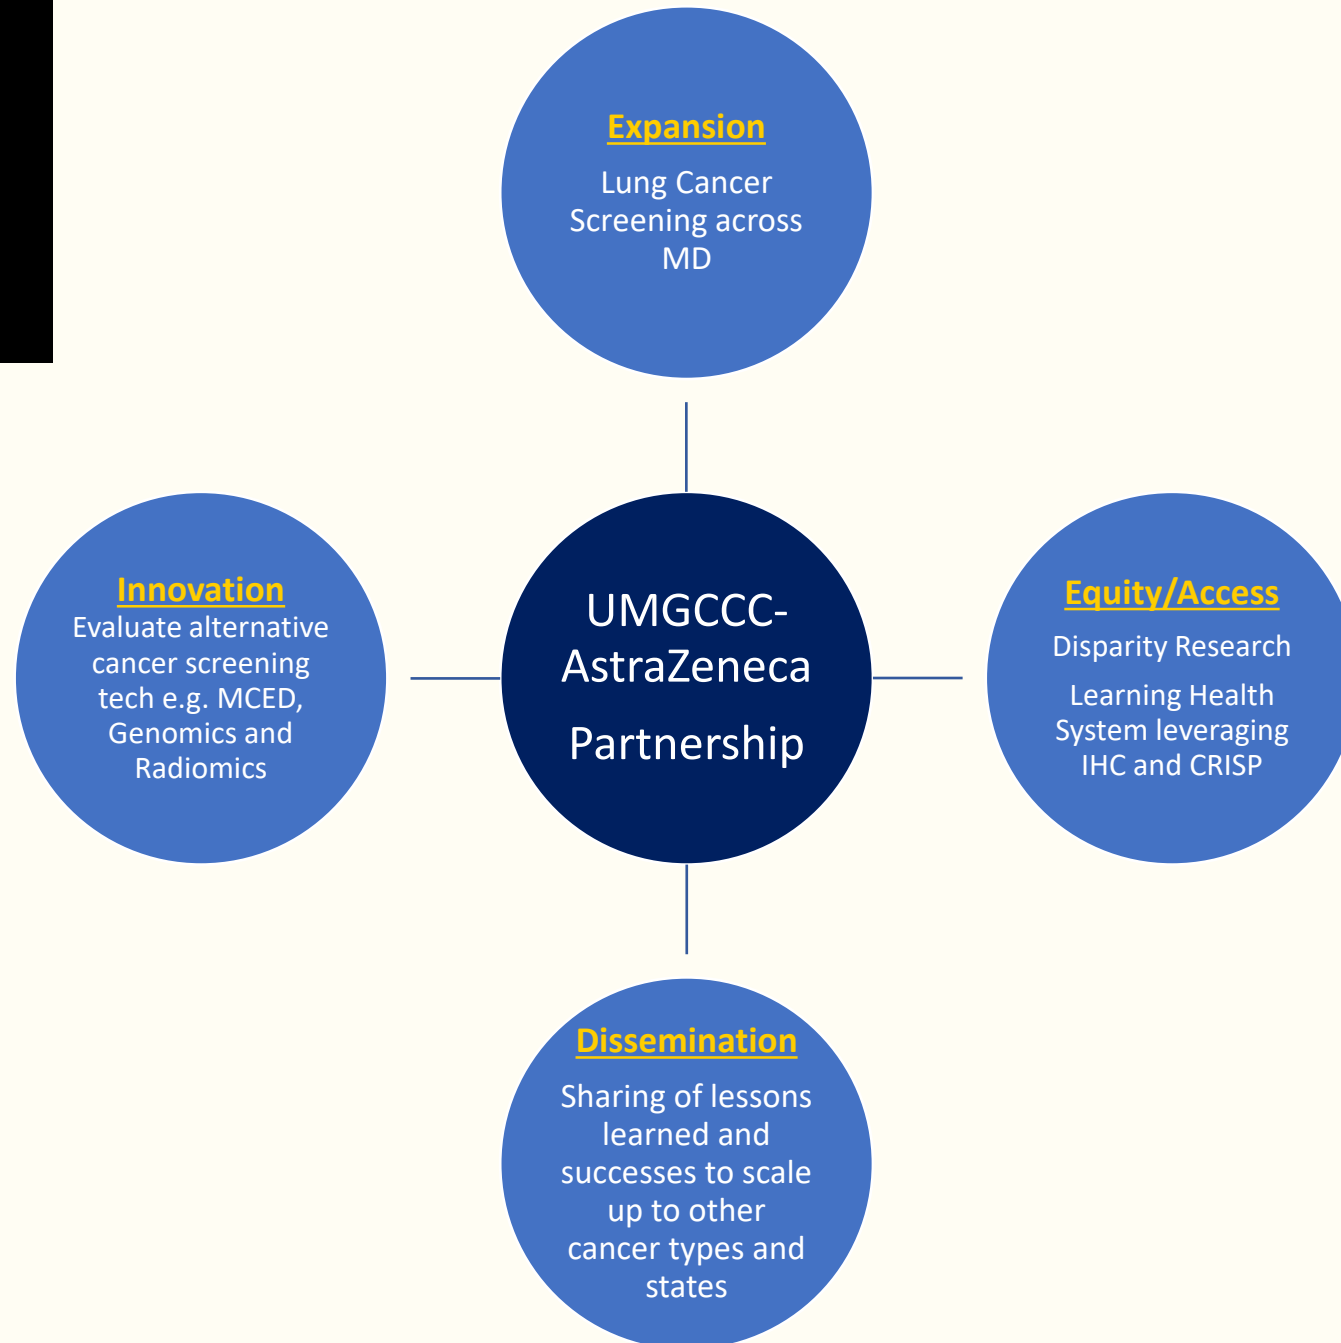 Expansion
Lung Cancer
Screening across
MD
Innovation
Evaluate alternative
cancer screening
tech e.g. MCED,
Genomics and
Radiomics
UMGCCC-
AstraZeneca
Partnership
Equity/Access
Disparity Research
Learning Health
System leveraging
IHC and CRISP
Dissemination
Sharing of lessons
learned and
successes to scale
up to other
cancer types and
states